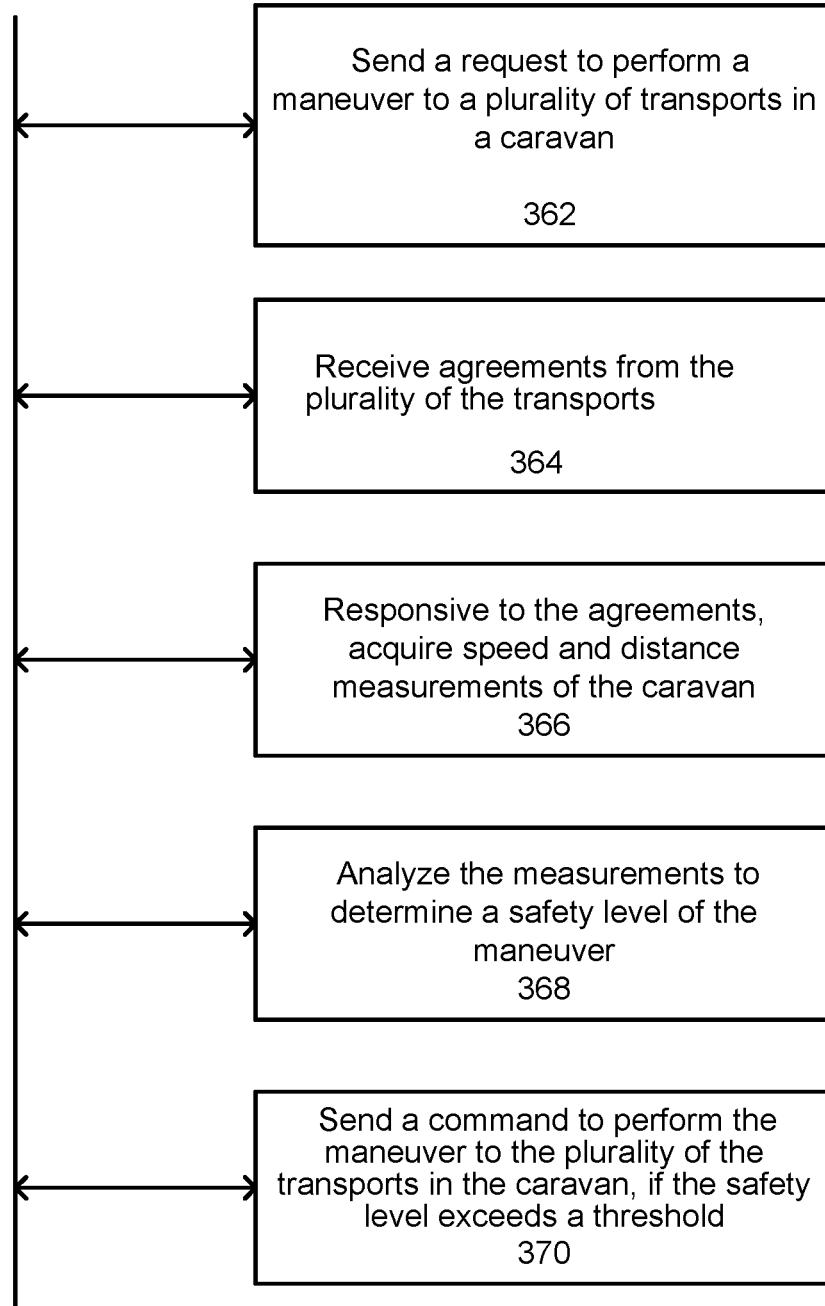 Send a request to perform a
maneuver to a plurality of transports in
a caravan
362
Receive agreements from the
plurality of the transports
364
Responsive to the agreements,
acquire speed and distance
measurements of the caravan
366
Analyze the measurements to
determine a safety level of the
maneuver
368
Send a command to perform the
maneuver to the plurality of the
transports in the caravan, if the safety
level exceeds a threshold
370